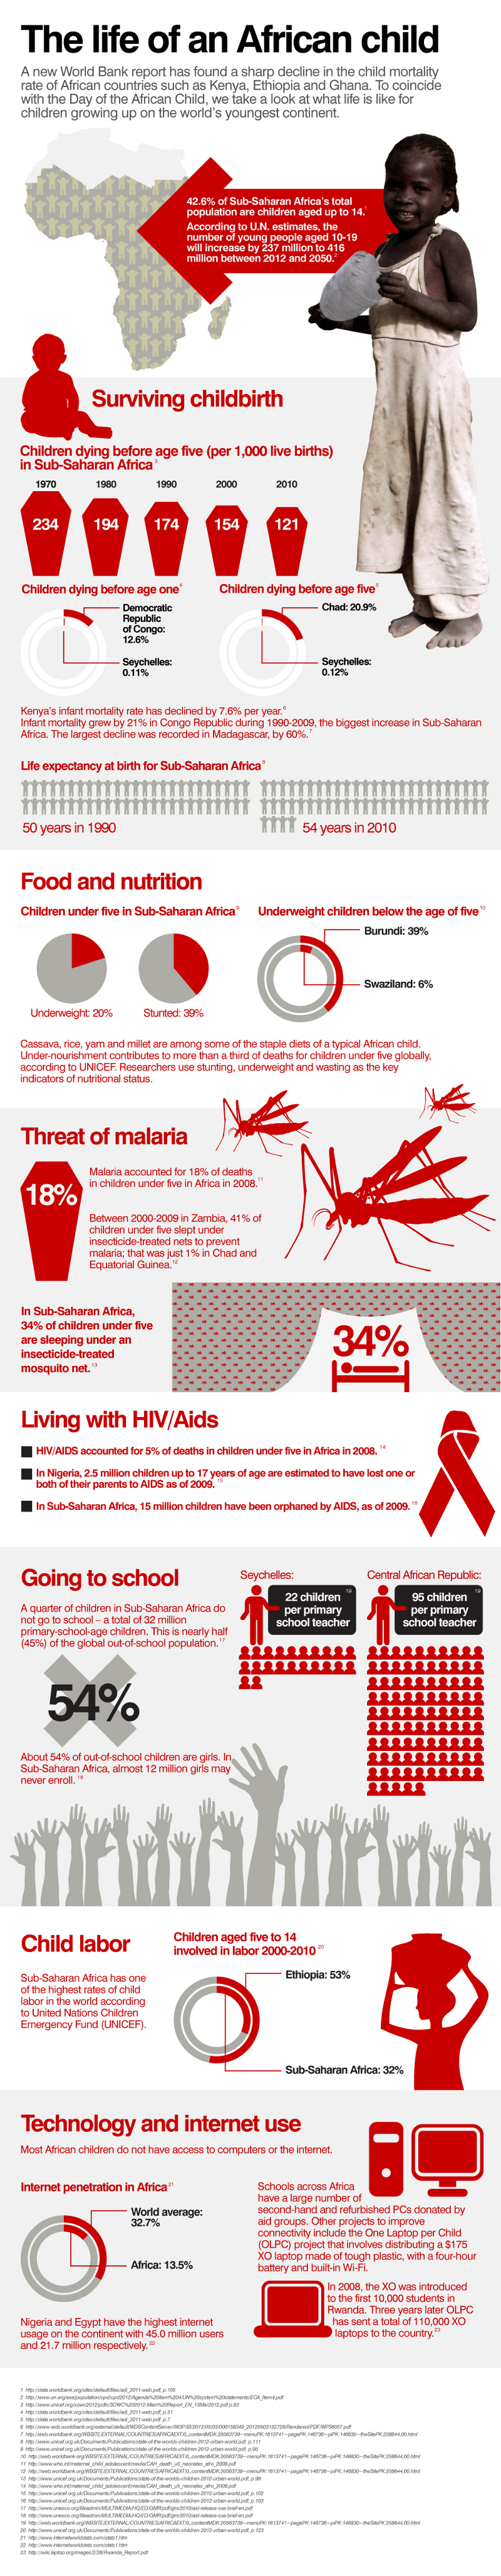 The life of an African child
A new World Bank report has found a sharp decline in the child mortality
rate of African countries such as Kenya, Ethiopia and Ghana. To coincide
with the Day of the African Child, we take a look at what life is like for
children growing up on the world's youngest continent.
42.6% of Sub-Saharan Africa's total
population are children aged up to 14.1
According to U.N. estimates, the
number of young people aged 10-19
will increase by 237 million to 416
million between 2012 and 2050.2
Surviving childbirth
Children dying before age five (per 1,000 live births)
in Sub-Saharan Africa 3
1970 1980 1990 2000 2010
234 194 174 154 121
Children dying before age one4
Democratic
Republic
of Congo:
12.6%
Seychelles:
0.11%
Children dying before age five5
Chad: 20.9%
Seychelles:
0.12%
Kenya's infant mortality rate has declined by 7.6% per year.6
Infant mortality grew by 21% in Congo Republic during 1990-2009, the biggest increase in Sub-Saharan
Africa. The largest decline was recorded in Madagascar, by 60%.7
Life expectancy at birth for Sub-Saharan Africa8
50 years in 1990
54 years in 2010
Food and nutrition
Children under five in Sub-Saharan Africa9
Underweight: 20%
Stunted: 39%
Underweight children below the age of five10
Burundi: 39%
Swaziland: 6%
Cassava, rice, yam and millet are among some of the staple diets of a typical African child.
Under-nourishment contributes to more than a third of deaths for children under five globally,
according to UNICEF. Researchers use stunting, underweight and wasting as the key
indicators of nutritional status.
Threat of malaria
18%
Malaria accounted for 18% of deaths
in children under five in Africa in 2008.11
Between 2000-2009 in Zambia, 41% of
children under five slept under
insecticide-treated nets to prevent
malaria; that was just 1% in Chad and
Equatorial Guinea.12
In Sub-Saharan Africa,
34% of children under five
are sleeping under an
insecticide-treated
mosquito net.13
34%
Living with HIV/Aids
HIV/AIDS accounted for 5% of deaths in children under five in Africa in 2008. 14
In Nigeria, 2.5 million children up to 17 years of age are estimated to have lost one or
both of their parents to AIDS as of 2009. 15
In Sub-Saharan Africa, 15 million children have been orphaned by AIDS, as of 2009. 16
Going to school
A quarter of children in Sub-Saharan Africa do
not go to school – a total of 32 million
primary-school-age children. This is nearly half
(45%) of the global out-of-school population.17
54%
About 54% of out-of-school children are girls. In
Sub-Saharan Africa, almost 12 million girls may
never enroll. 18
Seychelles:
22 children 19
per primary
school teacher
Central African Republic:
95 children 19
per primary
school teacher
Child labor
Sub-Saharan Africa has one
of the highest rates of child
labor in the world according
to United Nations Children
Emergency Fund (UNICEF).
Children aged five to 14
involved in labor 2000-2010 20
Ethiopia: 53%
Sub-Saharan Africa: 32%
Technology and internet use
Most African children do not have access to computers or the internet.
Internet penetration in Africa21
World average:
32.7%
Africa: 13.5%
Nigeria and Egypt have the highest internet
usage on the continent with 45.0 million users
and 21.7 million respectively.22
Schools across Africa
have a large number of
second-hand and refurbished PCs donated by
aid groups. Other projects to improve
connectivity include the One Laptop per Child
(OLPC) project that involves distributing a $175
XO laptop made of tough plastic, with a four-hour
battery and built-in Wi-Fi.
In 2008, the XO was introduced
to the first 10,000 students in
Rwanda. Three years later OLPC
has sent a total of 110,000 XO
laptops to the country.23
21 http://www.internetworldstats.com/stats1.htm
22 http://www.internetworldstats.com/stats1.htm